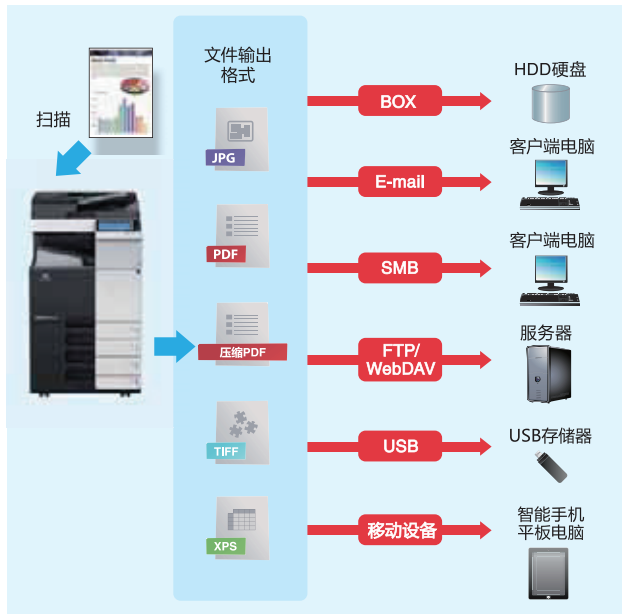 扫描
文件输出
格式
JPG
PDF
压缩PDF
TIFF
XPS
BOX
HDD硬盘
E-mail
客户端电脑
SMB
客户端电脑
FTP/
WebDAV
服务器
USB
USB存储器
移动设备
智能手机
平板电脑